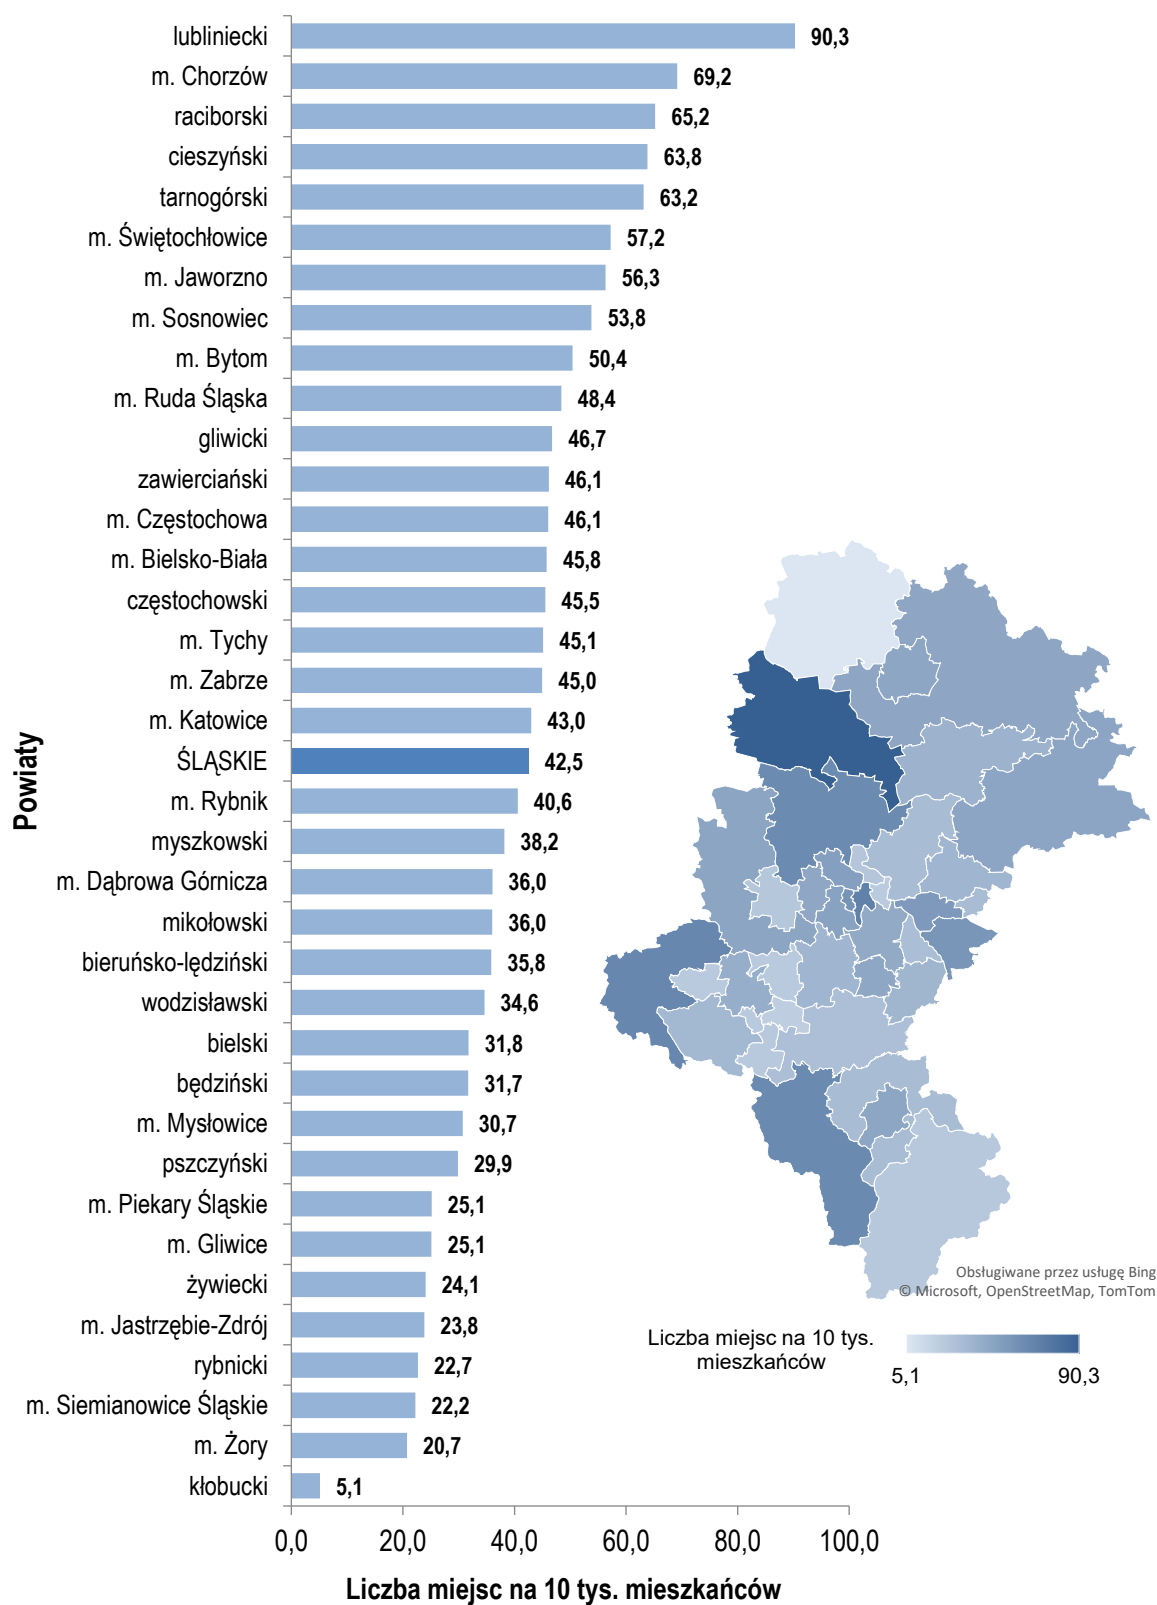 lubliniecki 90,3
m. Chorzów 69,2
raciborski 65,2
cieszyński 63,8
tarnogórski 63,2
m. Świętochłowice 57,2
m. Jaworzno 56,3
m. Sosnowiec 53,8
m. Bytom 50,4
m. Ruda Śląska 48,4
gliwicki 46,7
zawierciański 46,1
m. Częstochowa 46,1
m. Bielsko-Biała 45,8
częstochowski 45,5
m. Tychy 45,1
m. Zabrze 45,0
m. Katowice 43,0
ŚLĄSKIE 42,5
m. Rybnik 40,6
myszkowski 38,2
m. Dąbrowa Górnicza 36,0
mikołowski 36,0
bieruńsko-lędziński 35,8
wodzisławski 34,6
bielski 31,8
będziński 31,7
m. Mysłowice 30,7
pszczyński 29,9
m. Piekary Śląskie 25,1
m. Gliwice 25,1
żywiecki 24,1
m. Jastrzębie-Zdrój 23,8
rybnicki 22,7
m. Siemianowice Śląskie 22,2
m. Żory 20,7
kłobucki 5,1
0,0 20,0 40,0 60,0 80,0 100,0
Liczba miejsc na 10 tys. mieszkańców
Powiaty
Obsługiwane przez usługę Bing
© Microsoft, OpenStreetMap, TomTom
Liczba miejsc na 10 tys.
mieszkańców
5,1 90,3